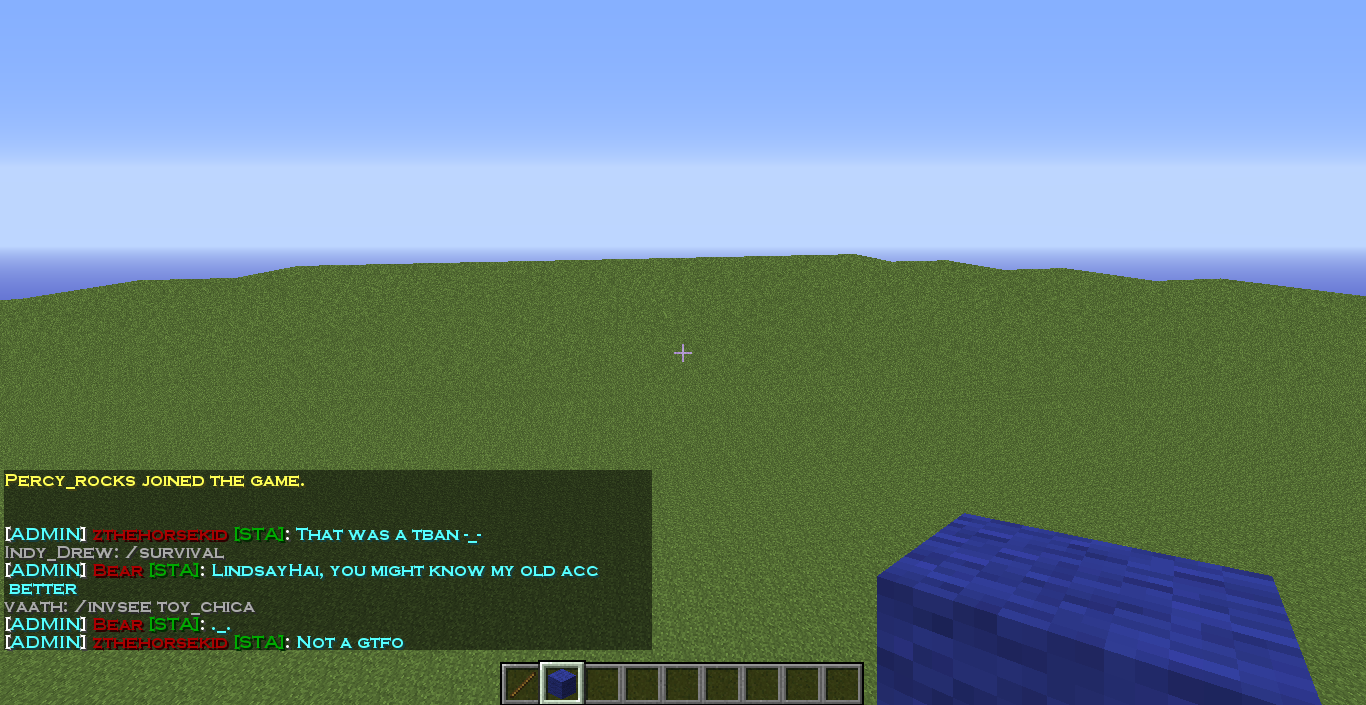 Percy_rocks joined the game.
[ADMIN] zthehorsekid [STA]: That was a tban -_-
Indy_Drew: /survival
[ADMIN] Bear [STA]: LindsayHai, you might know my old acc
better
vaath: /invsee toy_chica
[ADMIN] Bear [STA]: ._.
[ADMIN] zthehorsekid [STA]: Not a gtfo